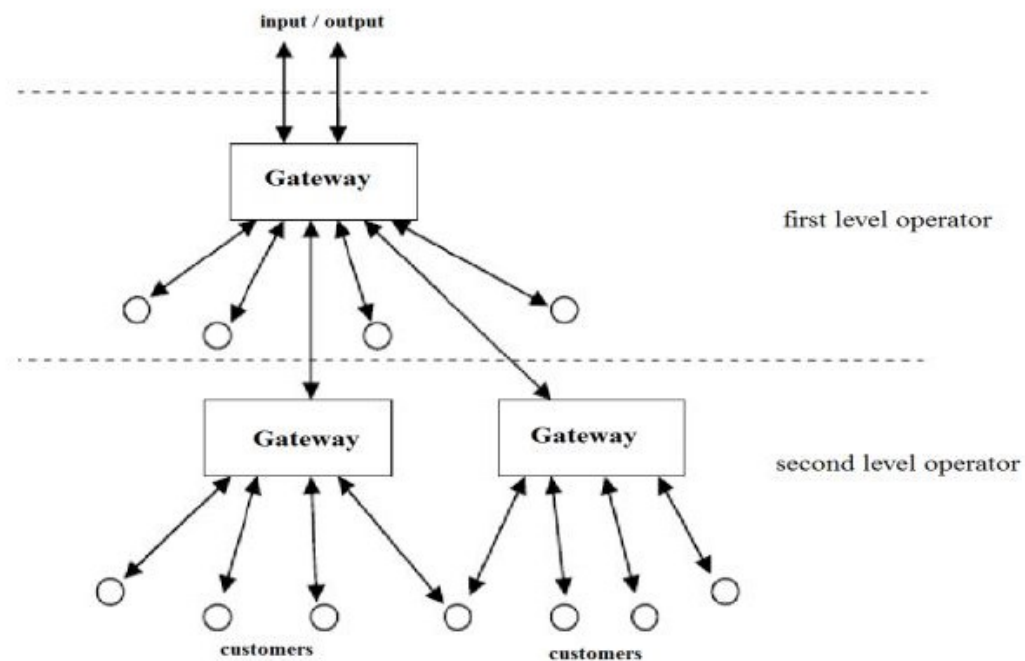 input / output
Gateway
first level operator
Gateway
Gateway
second level operator
customers
customers